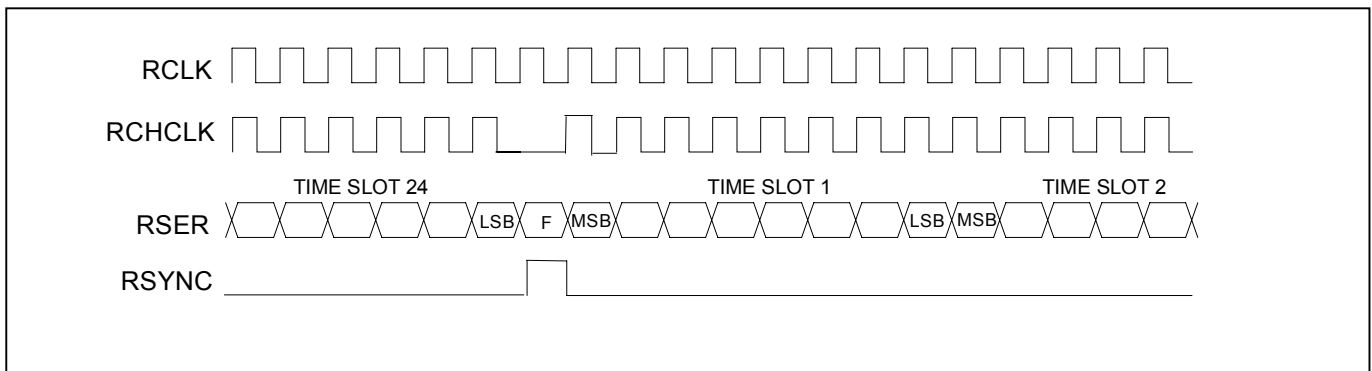 RCLK
RCHCLK
TIME SLOT 24 TIME SLOT 1 TIME SLOT 2
RSER LSB F MSB LSB MSB
RSYNC